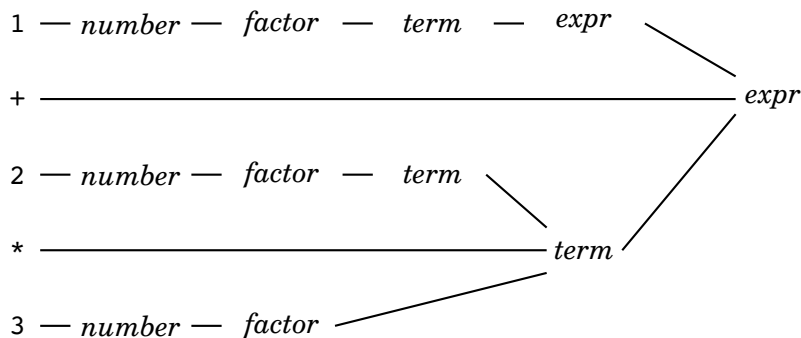 1 number factor term expr
+ expr
2 number factor term
* term
3 number factor